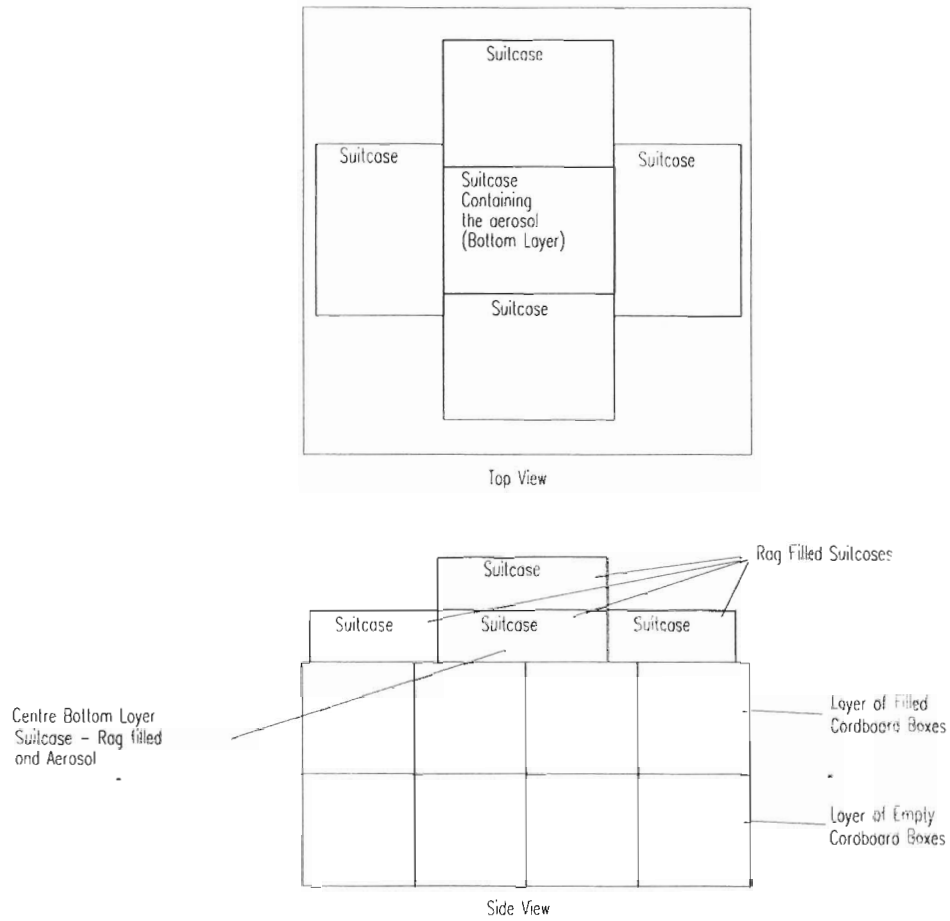 Suitcase
Suitcase
Suitcase
Suitcase
Containing
the aerosol
(Bottom Layer)
Suitcase
Top View
Rag Filled Suitcases
Suitcase
Suitcase
Suitcase
Suitcase
Centre Bottom Layer
Suitcase - Rag filled
and Aerosol
Layer of Filled
Cardboard Boxes
Layer of Empty
Cardboard Boxes
Side View